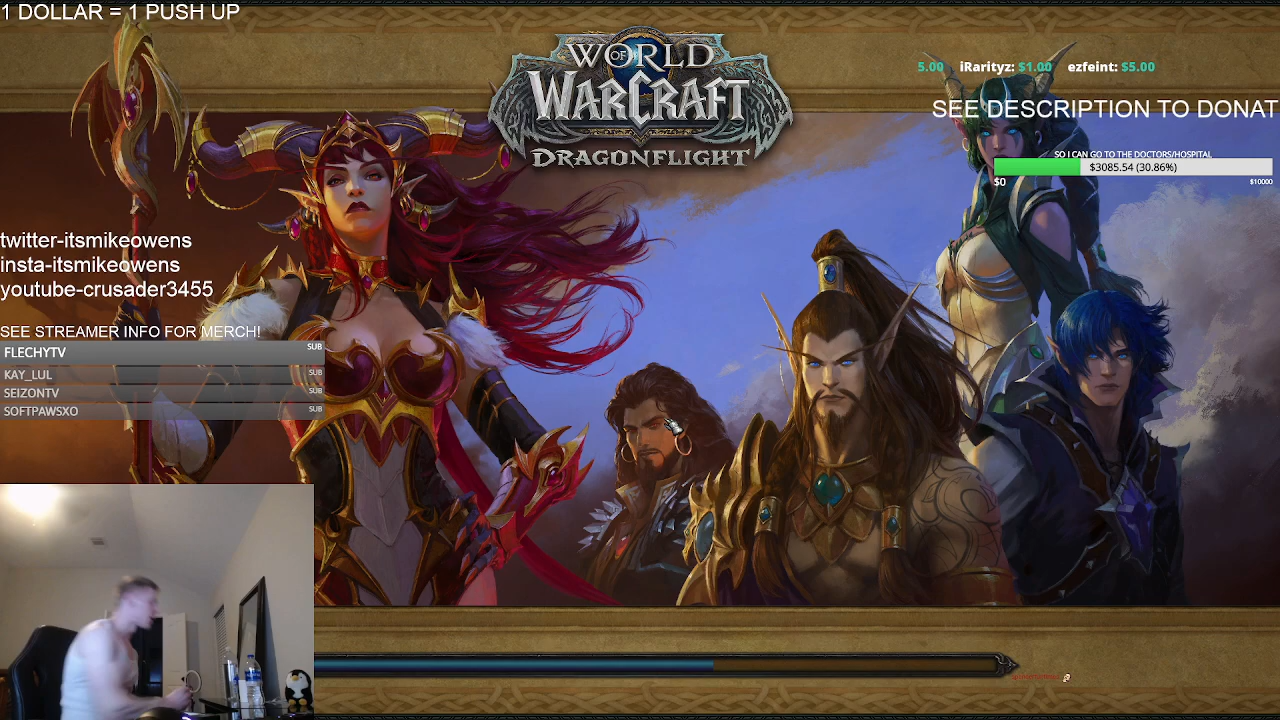 1 DOLLAR = 1 PUSH UP
WORLD
OF
WARCRAFT
DRAGONFLIGHT
5.00 iRarityz: $1.00 ezfeint: $5.00
SEE DESCRIPTION TO DONAT
SO I CAN GO TO THE DOCTORS/HOSPITAL
$3085.54 (30.86%)
$0 $10000
twitter-itsmikeowens
insta-itsmikeowens
youtube-crusader3455
SEE STREAMER INFO FOR MERCH!
FLECHYTV SUB
KAY_LUL SUB
SEIZONTV SUB
SOFTPAWSXO SUB